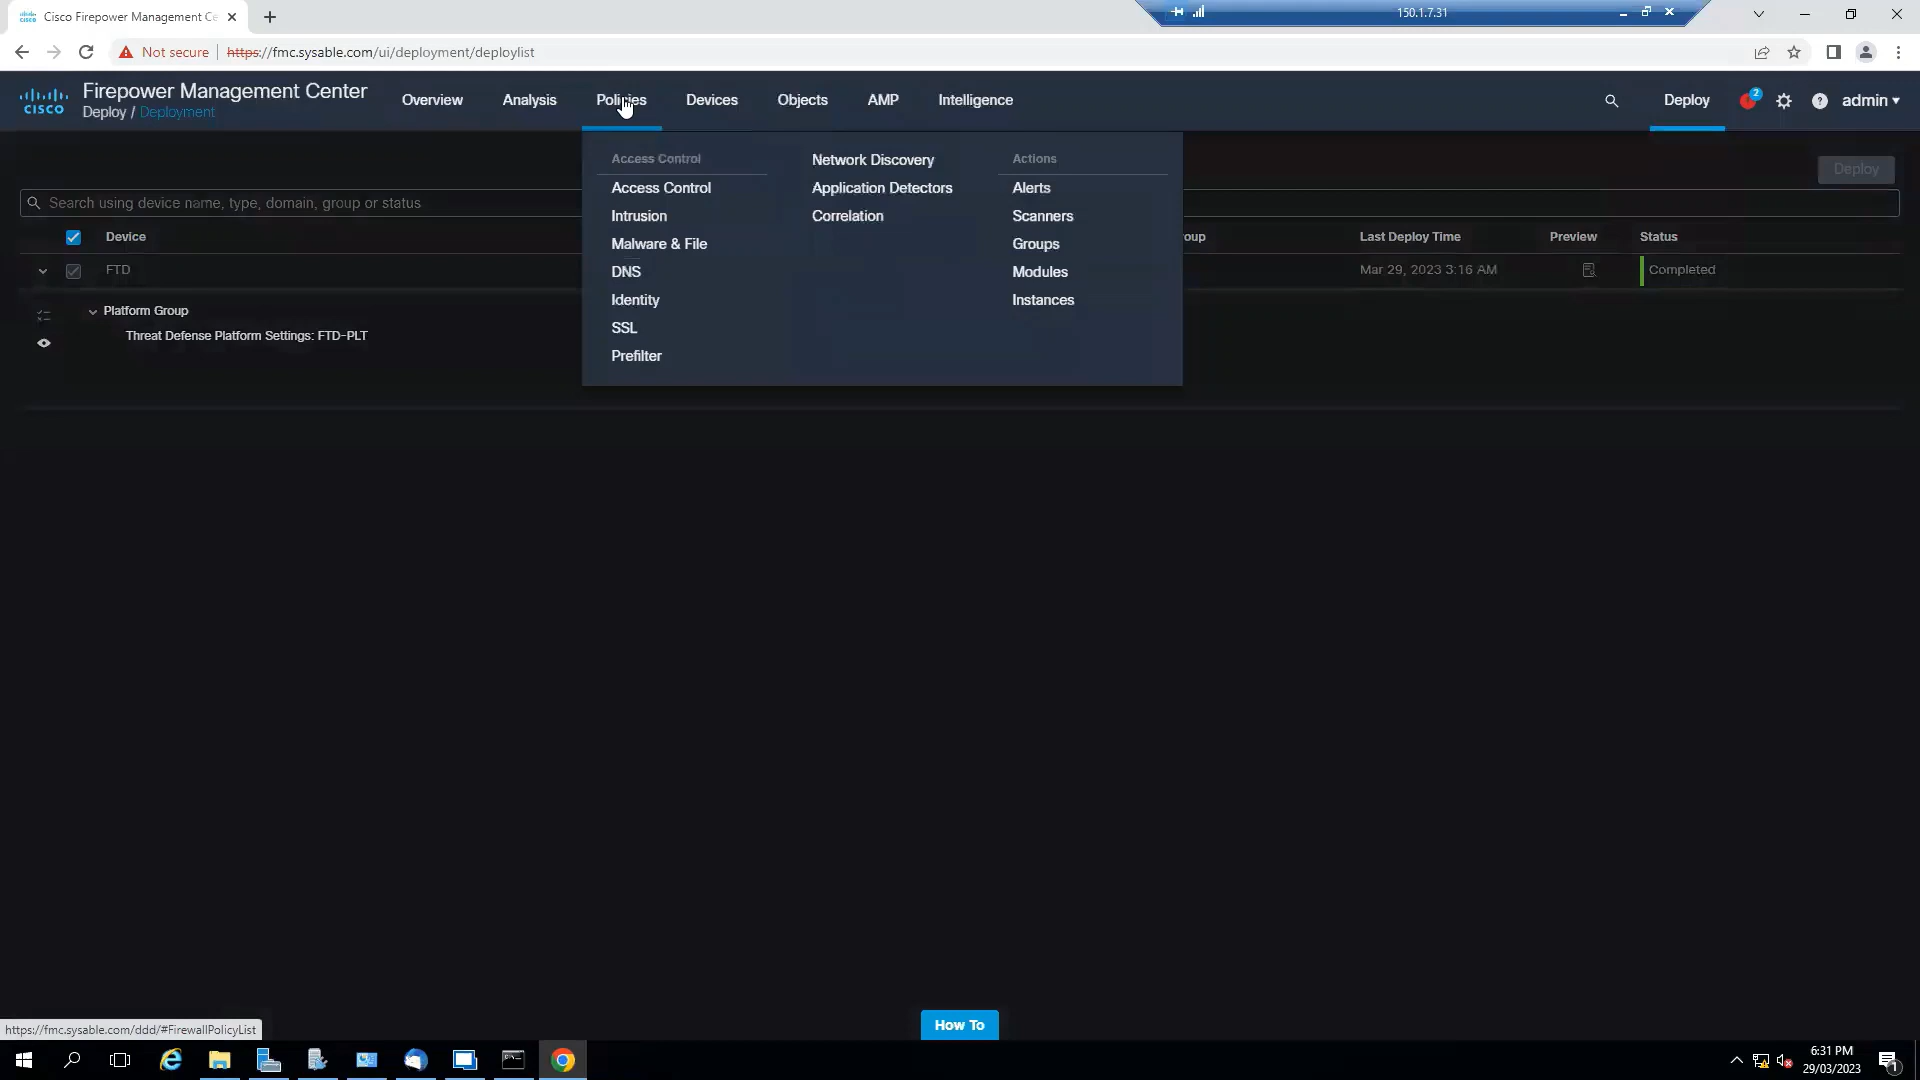 Cisco Firepower Management Ce
150.1.7.31
Not secure
https://fmc.sysable.com/ui/deployment/deploylist
CISCO
Firepower Management Center
Deploy / Deployment
Overview
Analysis
Policies
Devices
Objects
AMP
Intelligence
Deploy
2
admin
Access Control
Access Control
Intrusion
Malware & File
DNS
Identity
SSL
Prefilter
Network Discovery
Application Detectors
Correlation
Actions
Alerts
Scanners
Groups
Modules
Instances
Deploy
Search using device name, type, domain, group or status
Device
oup
Last Deploy Time
Preview
Status
FTD
Mar 29, 2023 3:16 AM
Completed
Platform Group
Threat Defense Platform Settings: FTD-PLT
How To
https://fmc.sysable.com/ddd/#FirewallPolicyList
6:31 PM
29/03/2023
1